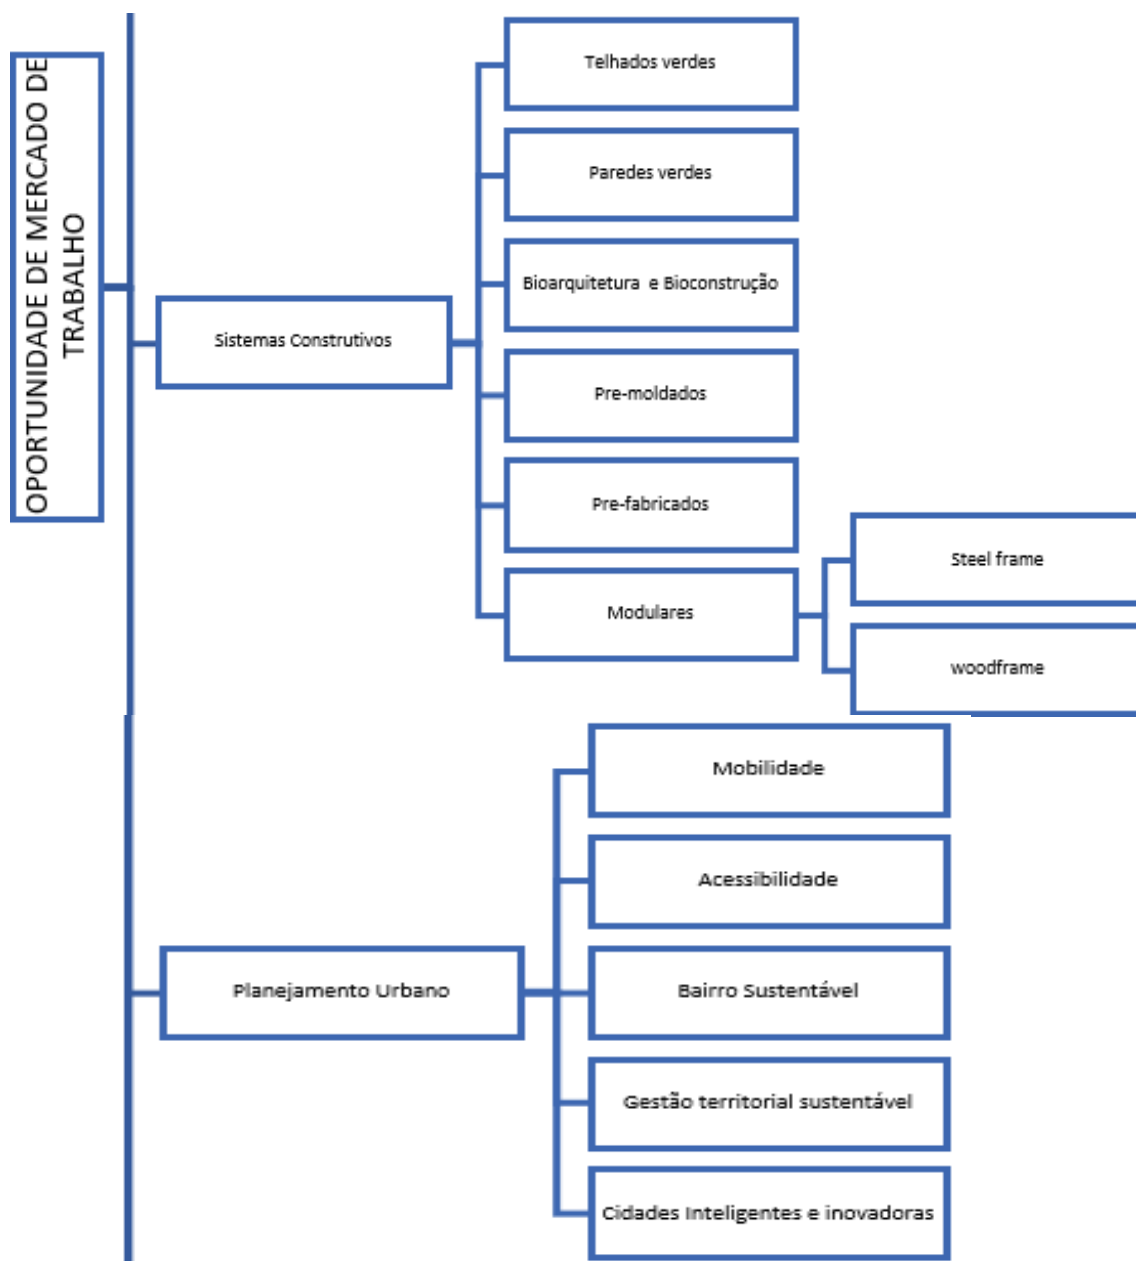 OPORTUNIDADE DE MERCADO DE
TRABALHO
Sistemas Construtivos
Telhados verdes
Paredes verdes
Bioarquitetura e Bioconstrução
Pre-moldados
Pre-fabricados
Modulares
Steel frame
woodframe
Planejamento Urbano
Mobilidade
Acessibilidade
Bairro Sustentável
Gestão territorial sustentável
Cidades Inteligentes e inovadoras